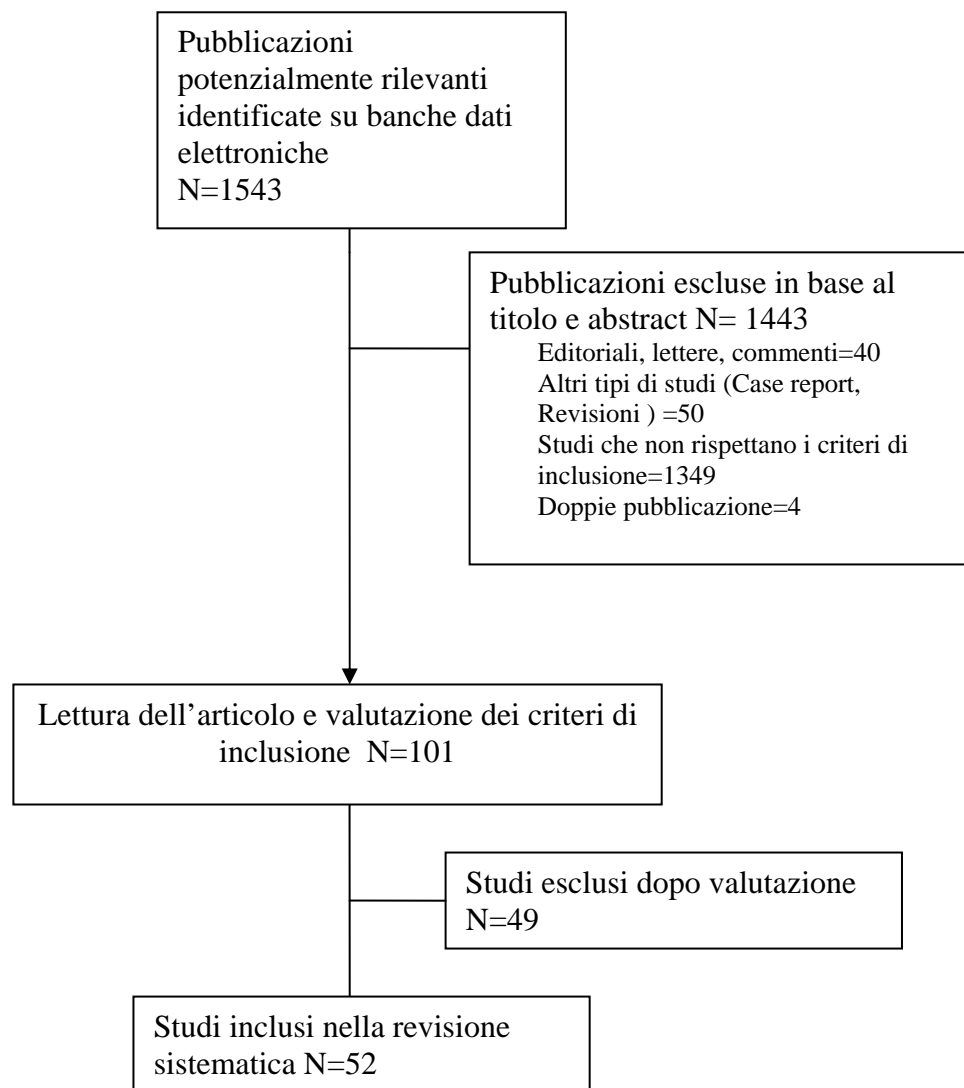 Pubblicazioni
potenzialmente rilevanti
identificate su banche dati
elettroniche
N=1543
Pubblicazioni escluse in base al
titolo e abstract N= 1443
Editoriali, lettere, commenti=40
Altri tipi di studi (Case report,
Revisioni ) =50
Studi che non rispettano i criteri di
inclusione=1349
Doppie pubblicazione=4
Lettura dell’articolo e valutazione dei criteri di
inclusione  N=101
Studi esclusi dopo valutazione
N=49
Studi inclusi nella revisione
sistematica N=52